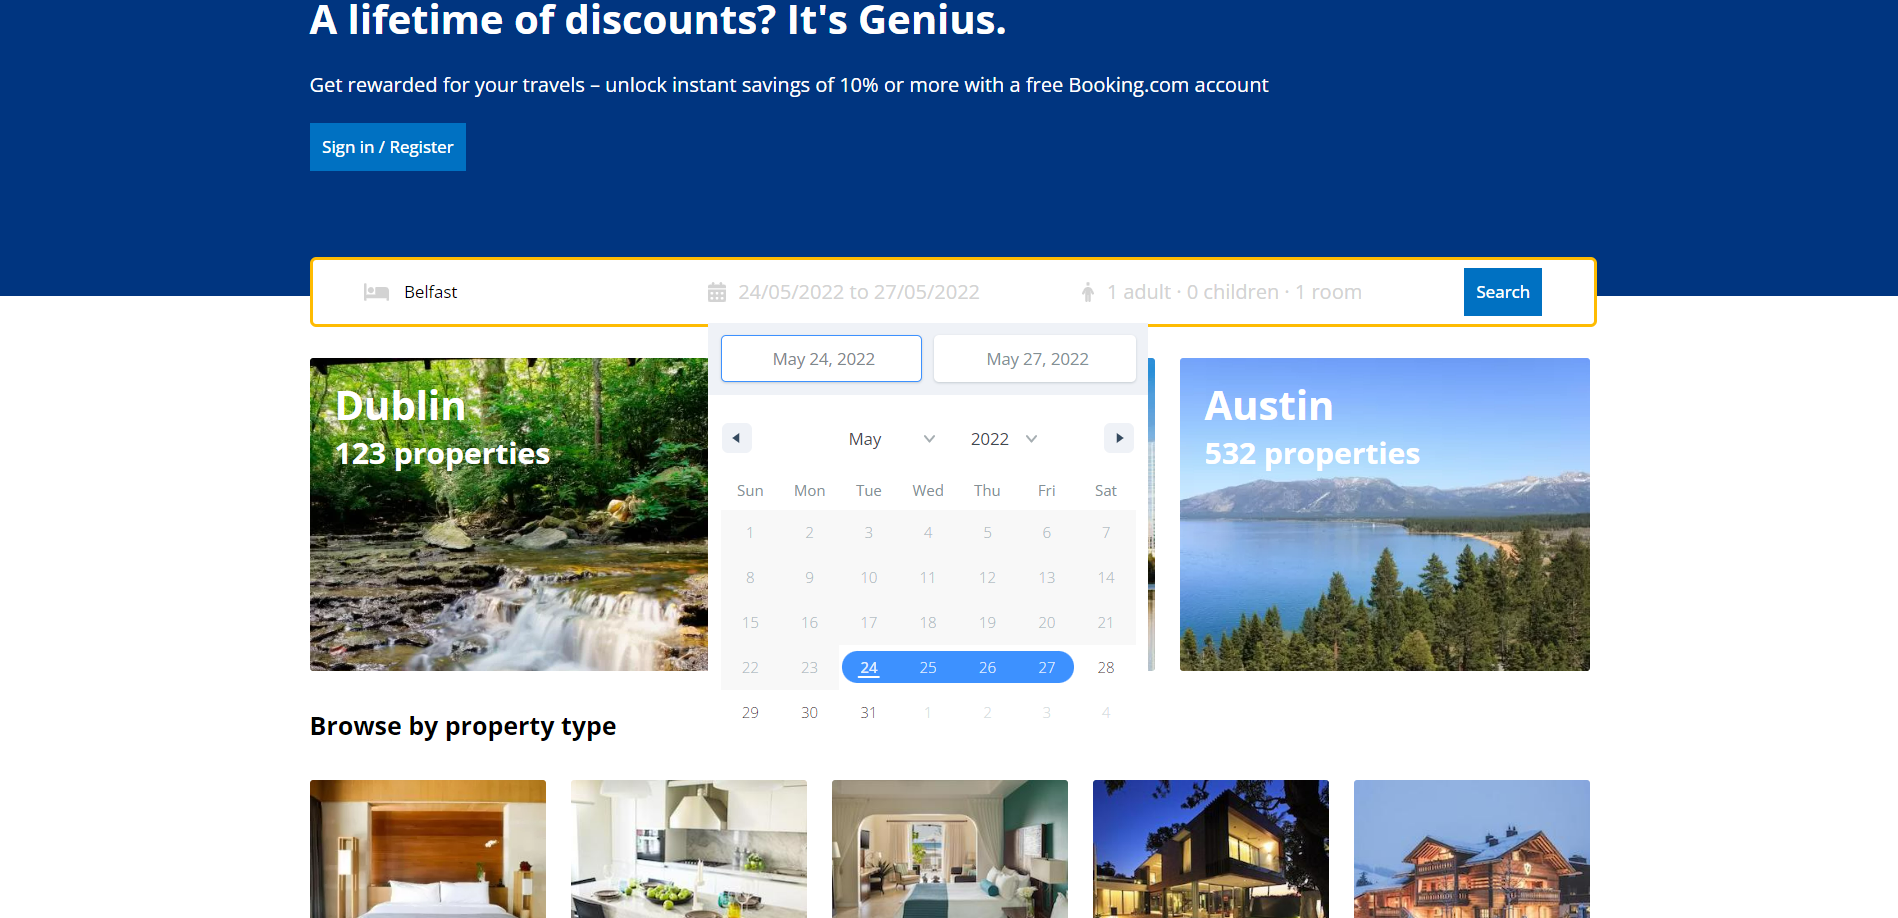 A lifetime of discounts? It's Genius.
Get rewarded for your travels – unlock instant savings of 10% or more with a free Booking.com account
Sign in / Register
Belfast 24/05/2022 to 27/05/2022 1 adult · 0 children · 1 room Search
May 24, 2022 May 27, 2022
Dublin
123 properties
Austin
532 properties
May 2022
Sun Mon Tue Wed Thu Fri Sat
1 2 3 4 5 6 7
8 9 10 11 12 13 14
15 16 17 18 19 20 21
22 23 24 25 26 27 28
29 30 31 1 2 3 4
Browse by property type